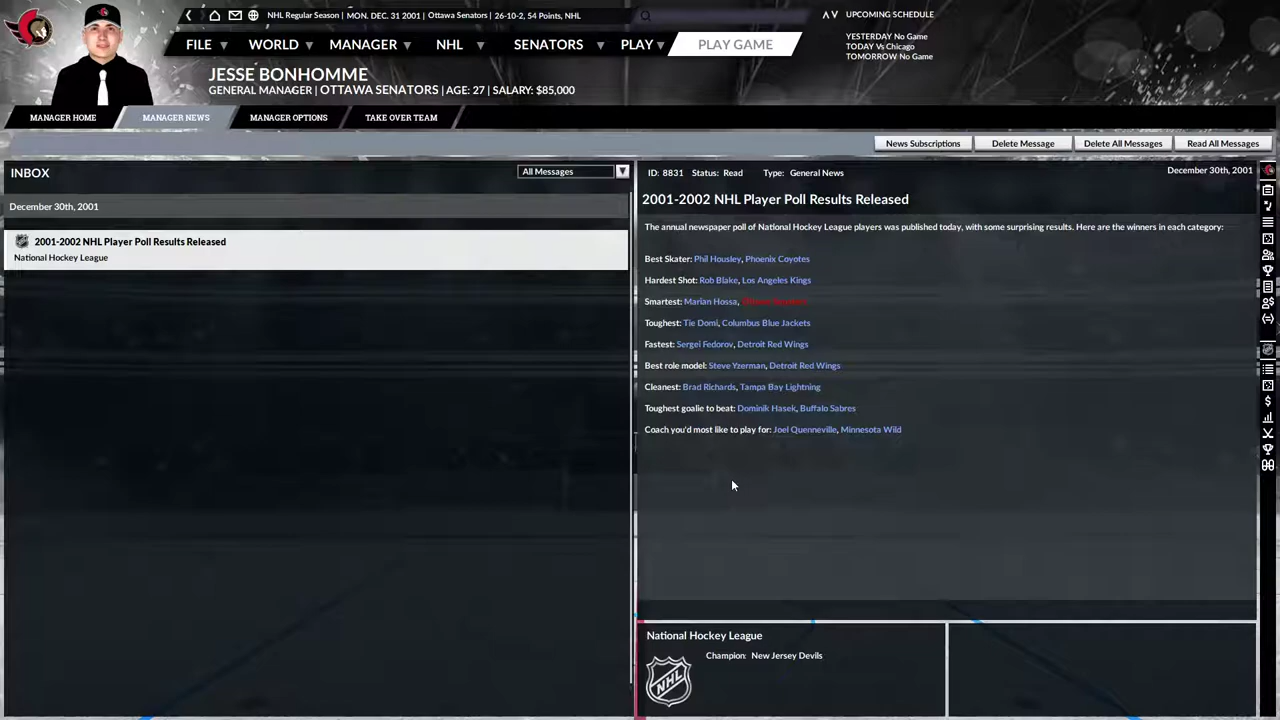 NHL Regular Season | MON. DEC. 31 2001 | Ottawa Senators | 26-10-2, 54 Points, NHL
UPCOMING SCHEDULE
YESTERDAY No Game
TODAY Vs Chicago
TOMORROW No Game
FILE WORLD MANAGER NHL SENATORS PLAY PLAY GAME
JESSE BONHOMME
GENERAL MANAGER | OTTAWA SENATORS | AGE: 27 | SALARY: $85,000
MANAGER HOME MANAGER NEWS MANAGER OPTIONS TAKE OVER TEAM
News Subscriptions Delete Message Delete All Messages Read All Messages
INBOX
All Messages
December 30th, 2001
2001-2002 NHL Player Poll Results Released
National Hockey League
ID: 8831 Status: Read Type: General News
December 30th, 2001
2001-2002 NHL Player Poll Results Released
The annual newspaper poll of National Hockey League players was published today, with some surprising results. Here are the winners in each category:
Best Skater: Phil Housley, Phoenix Coyotes
Hardest Shot: Rob Blake, Los Angeles Kings
Smartest: Marian Hossa,
Toughest: Tie Domi, Columbus Blue Jackets
Fastest: Sergei Fedorov, Detroit Red Wings
Best role model: Steve Yzerman, Detroit Red Wings
Cleanest: Brad Richards, Tampa Bay Lightning
Toughest goalie to beat: Dominik Hasek, Buffalo Sabres
Coach you'd most like to play for: Joel Quenneville, Minnesota Wild
National Hockey League
Champion: New Jersey Devils
NHL